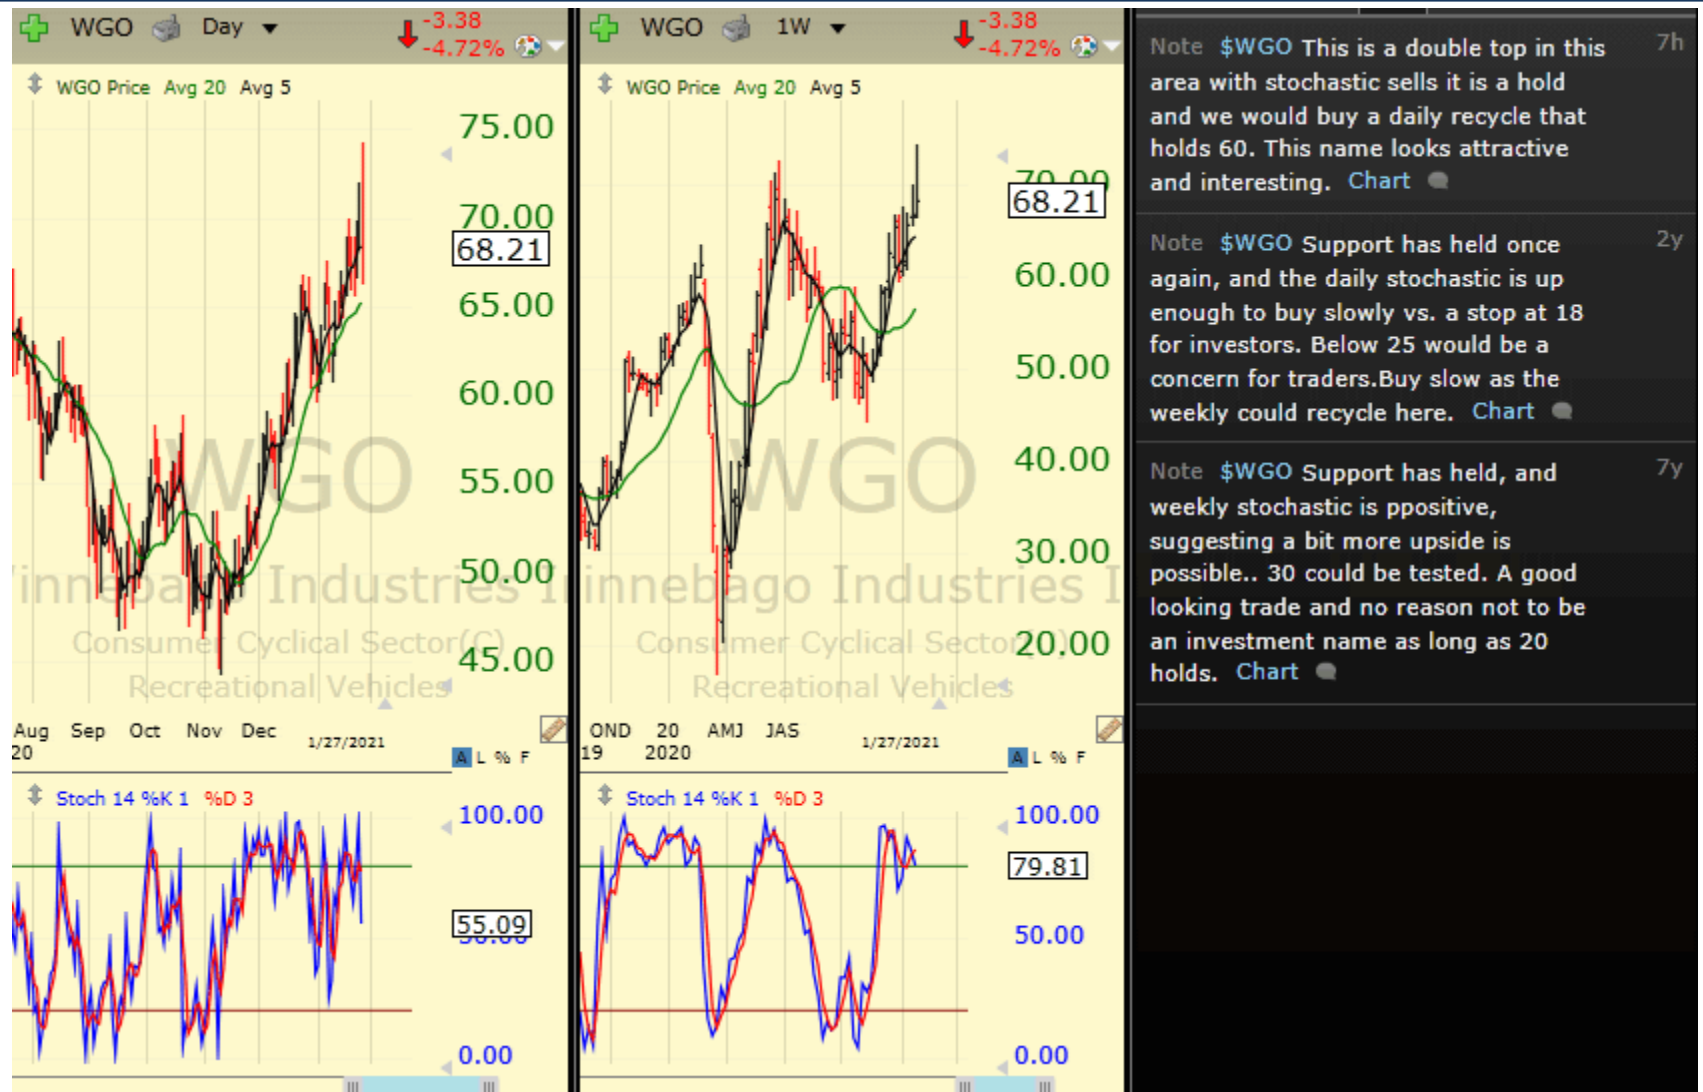 WGO Day -3.38
-4.72%
WGO Price Avg 20 Avg 5
75.00
70.00
68.21
65.00
60.00
55.00
50.00
45.00
WGO
Winnebago Industries I
Consumer Cyclical Sector(C)
Recreational Vehicles
Aug Sep Oct Nov Dec 1/27/2021
20
A L % F
Stoch 14 %K 1 %D 3
100.00
55.09
50.00
0.00
WGO 1W -3.38
-4.72%
WGO Price Avg 20 Avg 5
70.00
68.21
60.00
50.00
40.00
30.00
20.00
WGO
innebago Industries I
Consumer Cyclical Sector(C)
Recreational Vehicles
OND 20 AMJ JAS 1/27/2021
19 2020
A L % F
Stoch 14 %K 1 %D 3
100.00
79.81
50.00
0.00
Note $WGO This is a double top in this 7h
area with stochastic sells it is a hold
and we would buy a daily recycle that
holds 60. This name looks attractive
and interesting. Chart
Note $WGO Support has held once 2y
again, and the daily stochastic is up
enough to buy slowly vs. a stop at 18
for investors. Below 25 would be a
concern for traders.Buy slow as the
weekly could recycle here. Chart
Note $WGO Support has held, and 7y
weekly stochastic is ppositive,
suggesting a bit more upside is
possible.. 30 could be tested. A good
looking trade and no reason not to be
an investment name as long as 20
holds. Chart